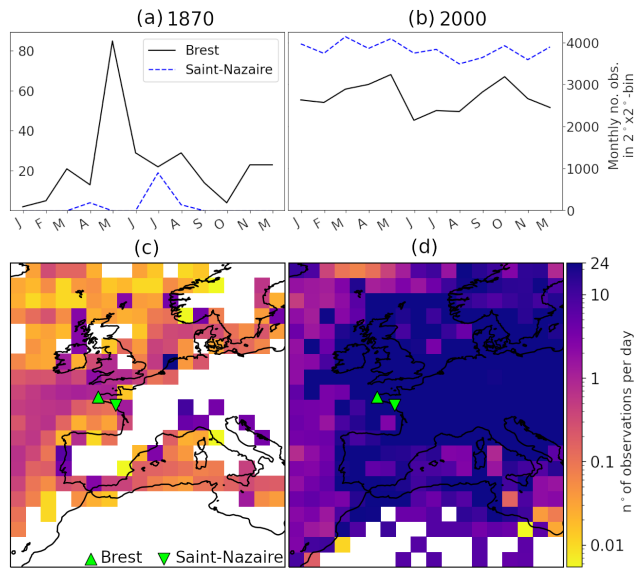 (a) 1870
(b) 2000
Brest
Saint-Nazaire
80
60
40
20
4000
3000
2000
1000
0
Monthly no. obs.
in 2°X2°-bin
J F M A M J J A S O N M
J F M A M J J A S O N M
(c)
(d)
24
10
1
0.1
0.01
n° of observations per day
Brest Saint-Nazaire